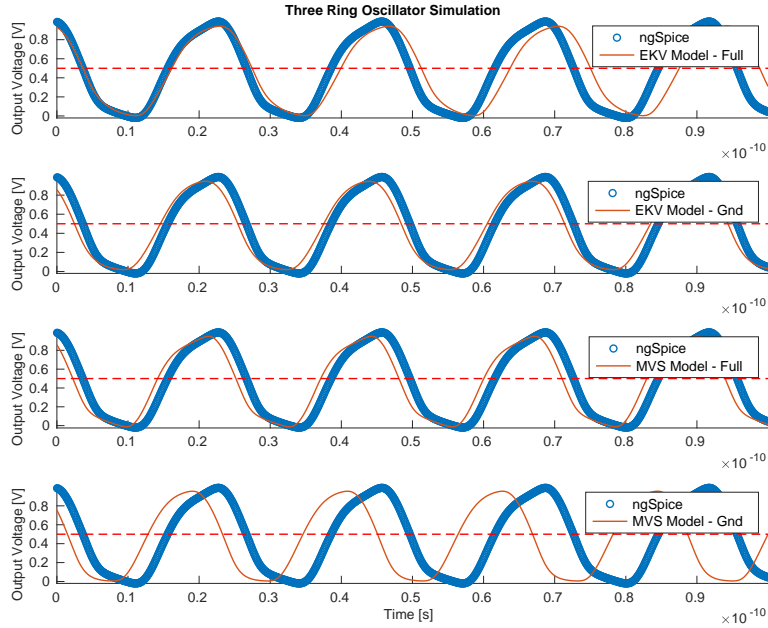 Three Ring Oscillator Simulation
Output Voltage [V]
0.8
0.6
0.4
0.2
0
0 0.1 0.2 0.3 0.4 0.5 0.6 0.7 0.8 0.9
×10⁻¹⁰
ngSpice
EKV Model - Full
Output Voltage [V]
0.8
0.6
0.4
0.2
0
0 0.1 0.2 0.3 0.4 0.5 0.6 0.7 0.8 0.9
×10⁻¹⁰
ngSpice
EKV Model - Gnd
Output Voltage [V]
0.8
0.6
0.4
0.2
0
0 0.1 0.2 0.3 0.4 0.5 0.6 0.7 0.8 0.9
×10⁻¹⁰
ngSpice
MVS Model - Full
Output Voltage [V]
0.8
0.6
0.4
0.2
0
0 0.1 0.2 0.3 0.4 0.5 0.6 0.7 0.8 0.9
×10⁻¹⁰
ngSpice
MVS Model - Gnd
Time [s]